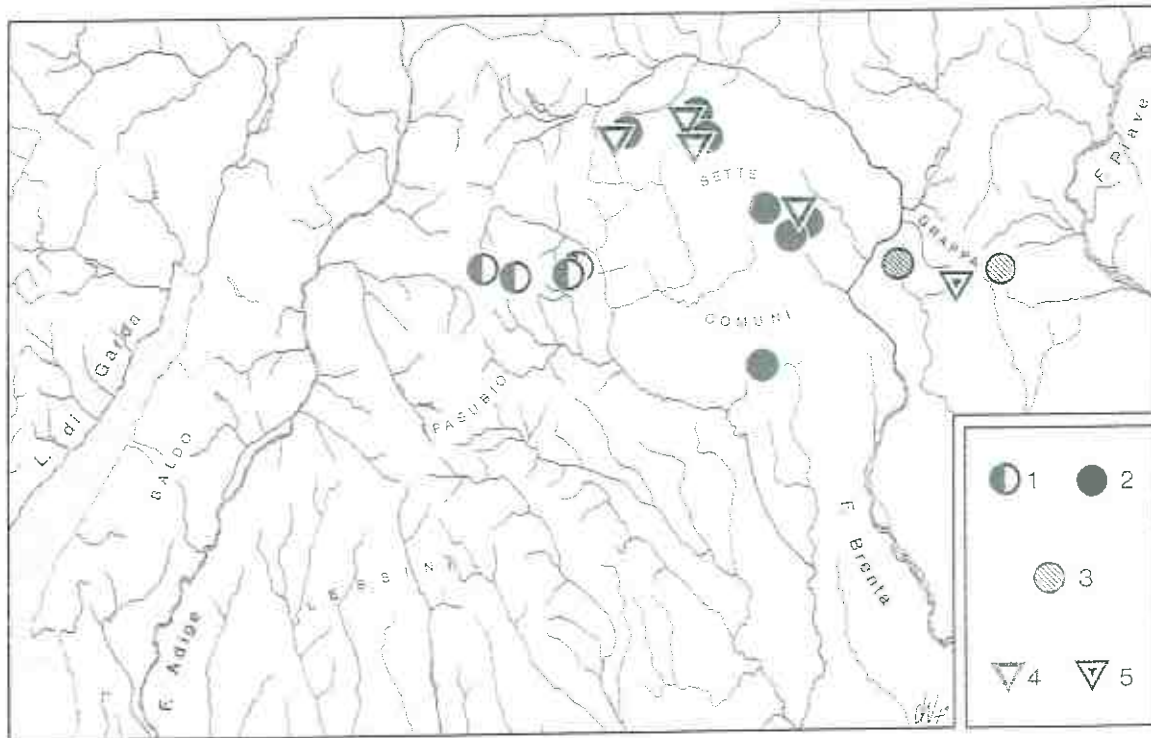 F. Piave
SETTE
GRAPPA
COMUNI
L. di Garda
PASUBIO
BALDO
F. Brenta
LESSINI
F. Adige
1 2
3
4 5